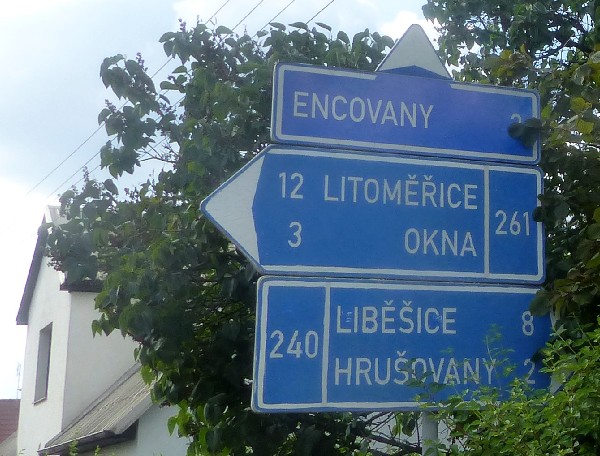 ENCOVANY
12 LITOMĚŘICE 261
3 OKNA
240 LIBĚŠICE 8
HRUŠOVANY 2